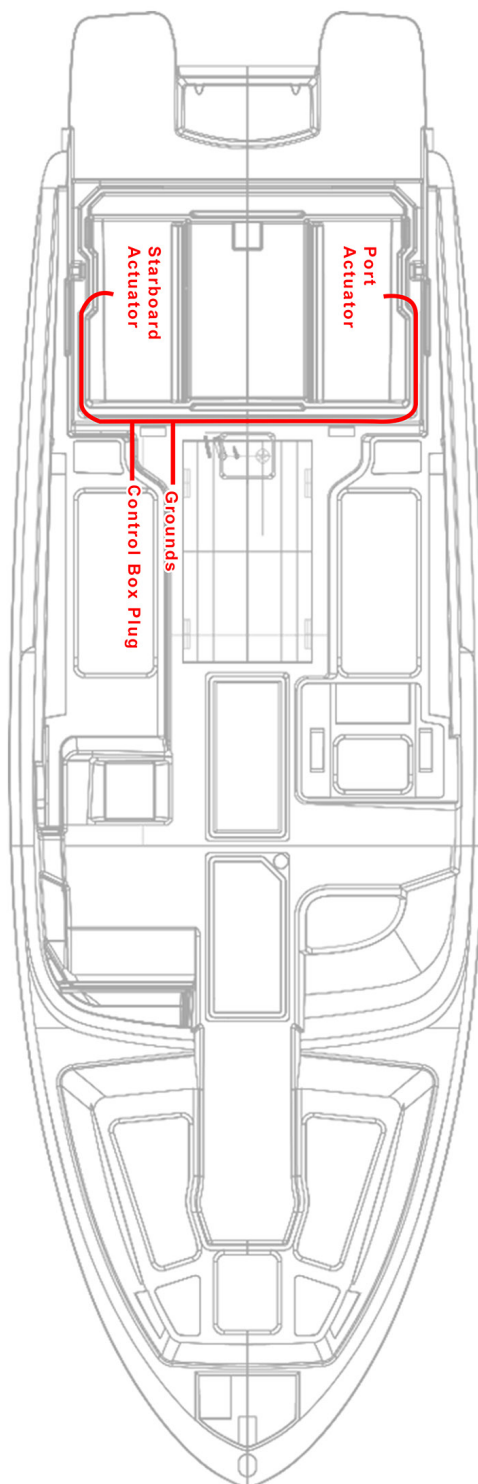 Port
Actuator
Starboard
Actuator
Grounds
Control Box Plug